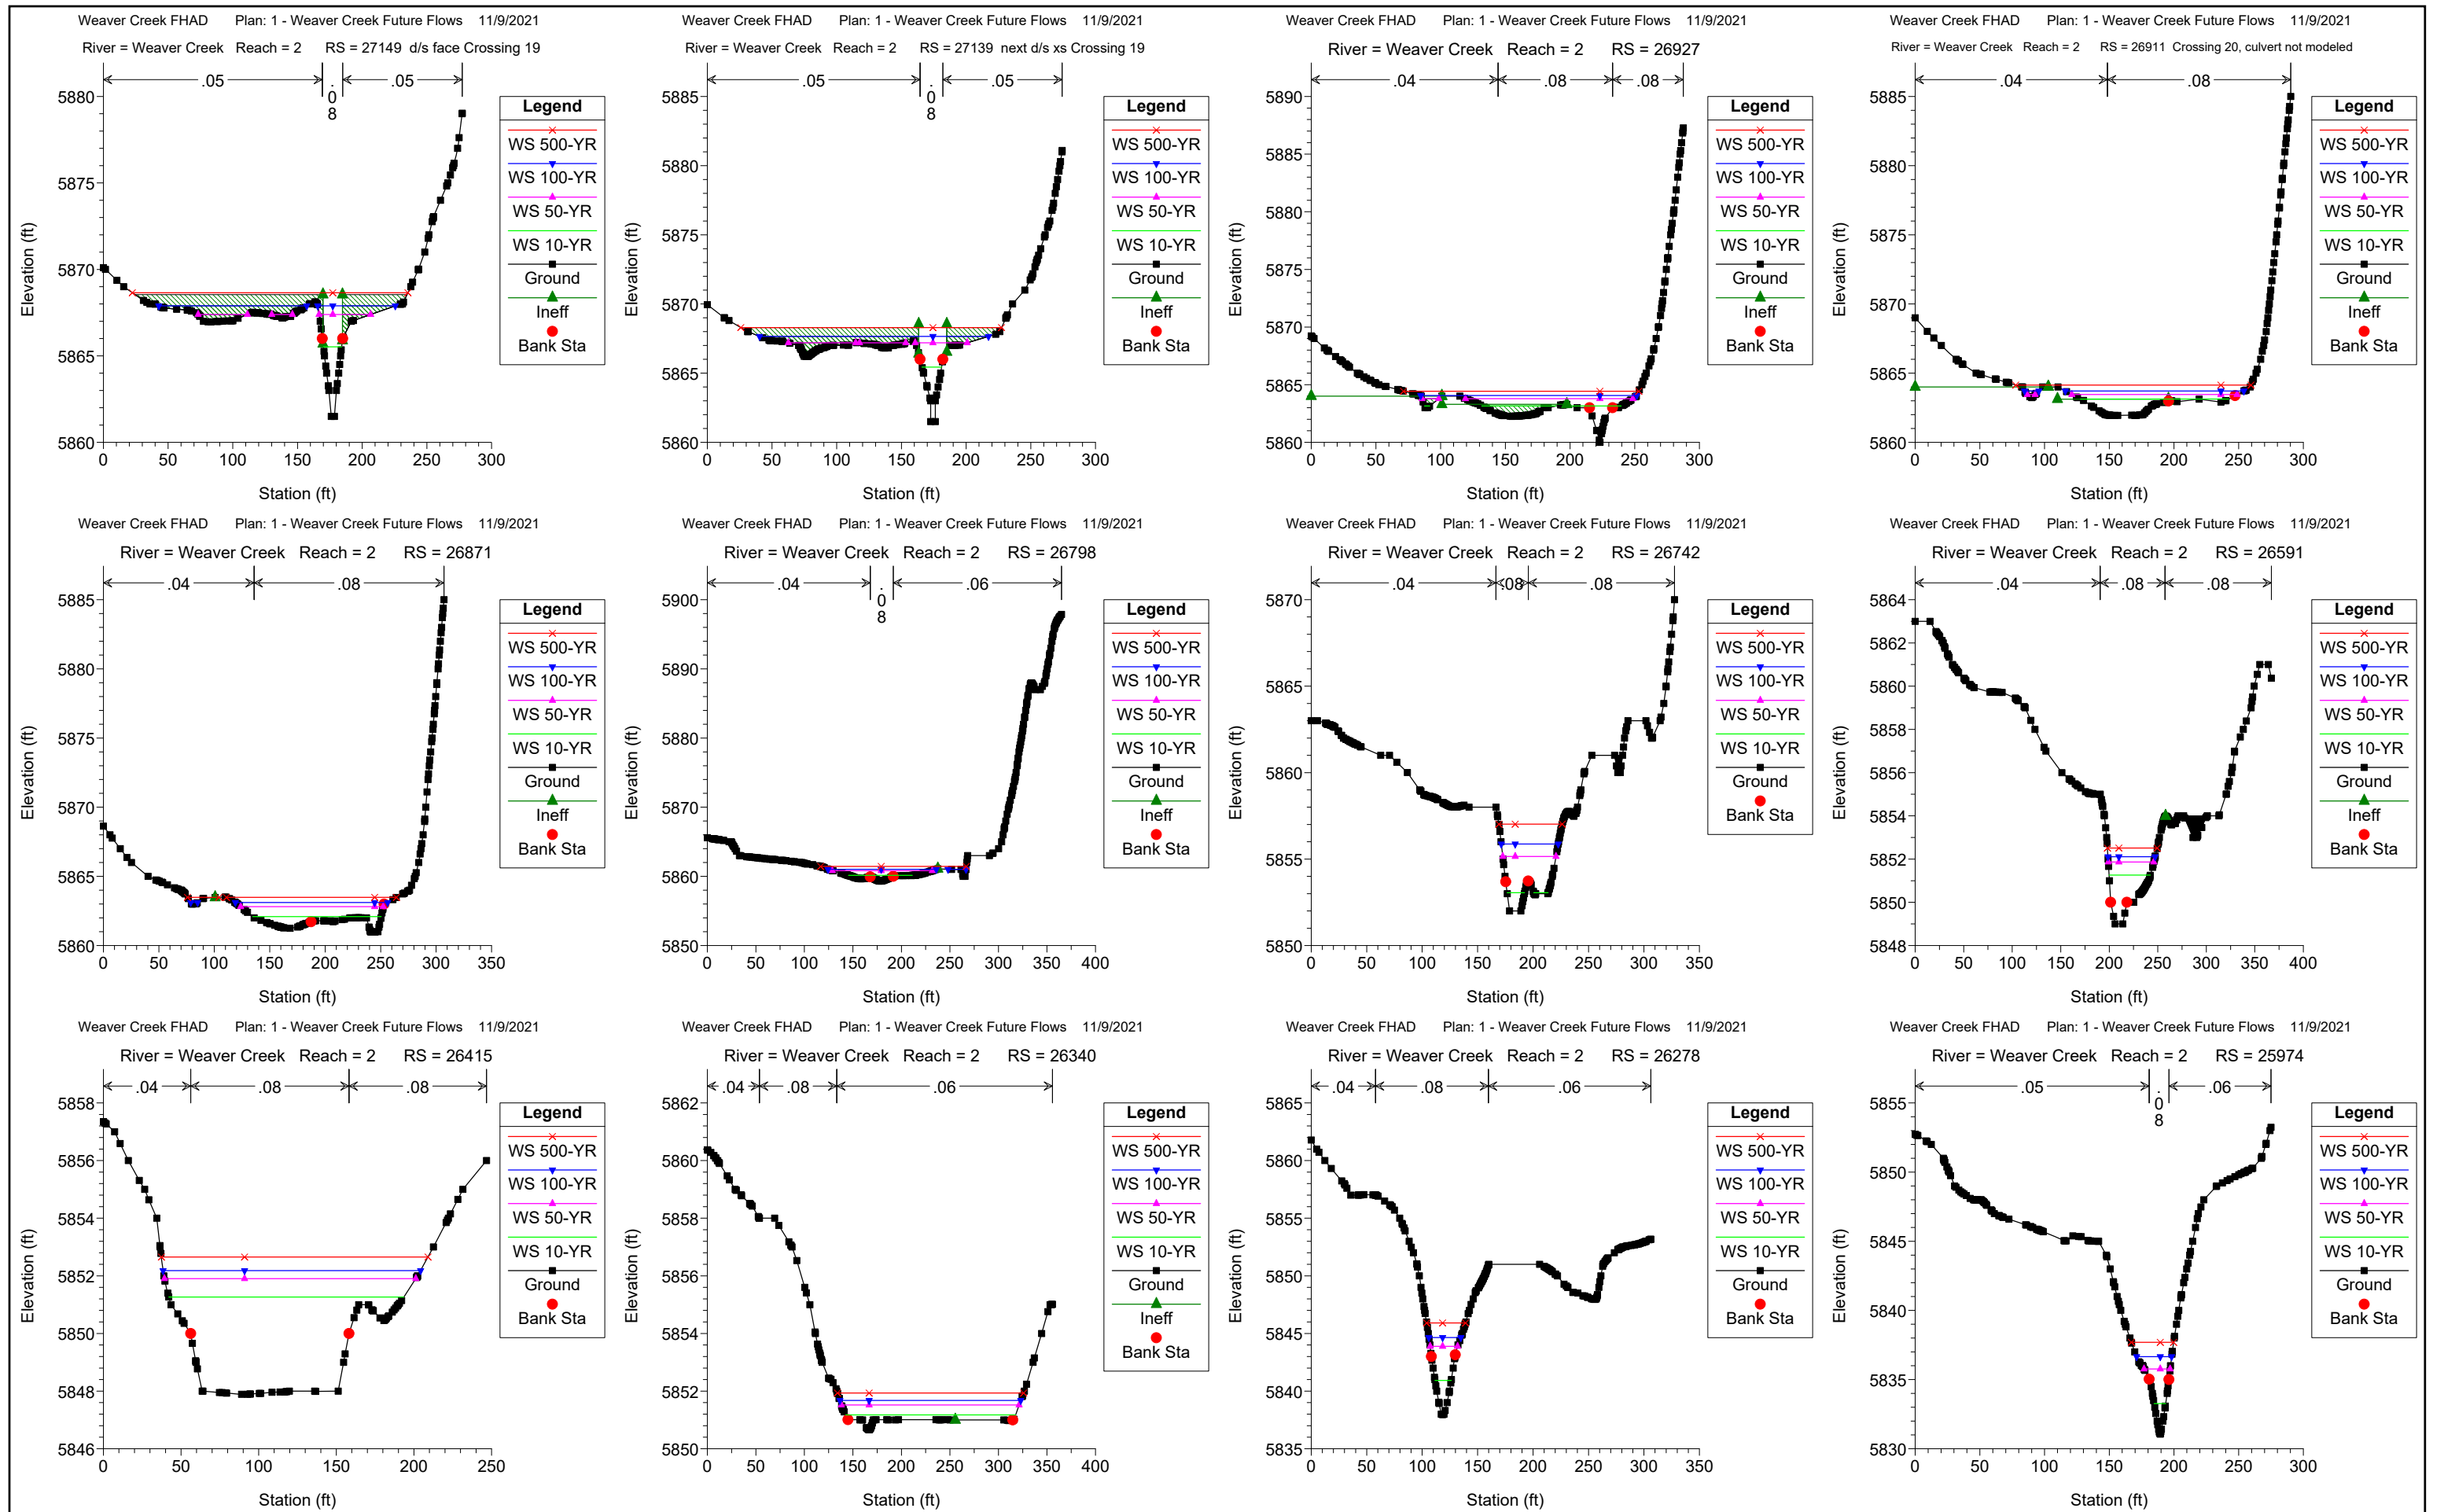 Weaver Creek FHAD Plan: 1 - Weaver Creek Future Flows 11/9/2021
River = Weaver Creek Reach = 2 RS = 27149 d/s face Crossing 19
.05 .08 .05
Elevation (ft)
5880
5875
5870
5865
5860
0 50 100 150 200 250 300
Station (ft)
Legend
WS 500-YR
WS 100-YR
WS 50-YR
WS 10-YR
Ground
Ineff
Bank Sta
Weaver Creek FHAD Plan: 1 - Weaver Creek Future Flows 11/9/2021
River = Weaver Creek Reach = 2 RS = 27139 next d/s xs Crossing 19
.05 .08 .05
Elevation (ft)
5885
5880
5875
5870
5865
5860
0 50 100 150 200 250 300
Station (ft)
Legend
WS 500-YR
WS 100-YR
WS 50-YR
WS 10-YR
Ground
Ineff
Bank Sta
Weaver Creek FHAD Plan: 1 - Weaver Creek Future Flows 11/9/2021
River = Weaver Creek Reach = 2 RS = 26927
.04 .08 .08
Elevation (ft)
5890
5885
5880
5875
5870
5865
5860
0 50 100 150 200 250 300
Station (ft)
Legend
WS 500-YR
WS 100-YR
WS 50-YR
WS 10-YR
Ground
Ineff
Bank Sta
Weaver Creek FHAD Plan: 1 - Weaver Creek Future Flows 11/9/2021
River = Weaver Creek Reach = 2 RS = 26911 Crossing 20, culvert not modeled
.04 .08
Elevation (ft)
5885
5880
5875
5870
5865
5860
0 50 100 150 200 250 300
Station (ft)
Legend
WS 500-YR
WS 100-YR
WS 50-YR
WS 10-YR
Ground
Ineff
Bank Sta
Weaver Creek FHAD Plan: 1 - Weaver Creek Future Flows 11/9/2021
River = Weaver Creek Reach = 2 RS = 26871
.04 .08
Elevation (ft)
5885
5880
5875
5870
5865
5860
0 50 100 150 200 250 300 350
Station (ft)
Legend
WS 500-YR
WS 100-YR
WS 50-YR
WS 10-YR
Ground
Ineff
Bank Sta
Weaver Creek FHAD Plan: 1 - Weaver Creek Future Flows 11/9/2021
River = Weaver Creek Reach = 2 RS = 26798
.04 .08 .06
Elevation (ft)
5900
5890
5880
5870
5860
5850
0 50 100 150 200 250 300 350 400
Station (ft)
Legend
WS 500-YR
WS 100-YR
WS 50-YR
WS 10-YR
Ground
Ineff
Bank Sta
Weaver Creek FHAD Plan: 1 - Weaver Creek Future Flows 11/9/2021
River = Weaver Creek Reach = 2 RS = 26742
.04 .08 .08
Elevation (ft)
5870
5865
5860
5855
5850
0 50 100 150 200 250 300 350
Station (ft)
Legend
WS 500-YR
WS 100-YR
WS 50-YR
WS 10-YR
Ground
Bank Sta
Weaver Creek FHAD Plan: 1 - Weaver Creek Future Flows 11/9/2021
River = Weaver Creek Reach = 2 RS = 26591
.04 .08 .08
Elevation (ft)
5864
5862
5860
5858
5856
5854
5852
5850
5848
0 50 100 150 200 250 300 350 400
Station (ft)
Legend
WS 500-YR
WS 100-YR
WS 50-YR
WS 10-YR
Ground
Ineff
Bank Sta
Weaver Creek FHAD Plan: 1 - Weaver Creek Future Flows 11/9/2021
River = Weaver Creek Reach = 2 RS = 26415
.04 .08 .08
Elevation (ft)
5858
5856
5854
5852
5850
5848
5846
0 50 100 150 200 250
Station (ft)
Legend
WS 500-YR
WS 100-YR
WS 50-YR
WS 10-YR
Ground
Bank Sta
Weaver Creek FHAD Plan: 1 - Weaver Creek Future Flows 11/9/2021
River = Weaver Creek Reach = 2 RS = 26340
.04 .08 .06
Elevation (ft)
5862
5860
5858
5856
5854
5852
5850
0 50 100 150 200 250 300 350 400
Station (ft)
Legend
WS 500-YR
WS 100-YR
WS 50-YR
WS 10-YR
Ground
Ineff
Bank Sta
Weaver Creek FHAD Plan: 1 - Weaver Creek Future Flows 11/9/2021
River = Weaver Creek Reach = 2 RS = 26278
.04 .08 .06
Elevation (ft)
5865
5860
5855
5850
5845
5840
5835
0 50 100 150 200 250 300 350
Station (ft)
Legend
WS 500-YR
WS 100-YR
WS 50-YR
WS 10-YR
Ground
Bank Sta
Weaver Creek FHAD Plan: 1 - Weaver Creek Future Flows 11/9/2021
River = Weaver Creek Reach = 2 RS = 25974
.05 .08 .06
Elevation (ft)
5855
5850
5845
5840
5835
5830
0 50 100 150 200 250 300
Station (ft)
Legend
WS 500-YR
WS 100-YR
WS 50-YR
WS 10-YR
Ground
Bank Sta